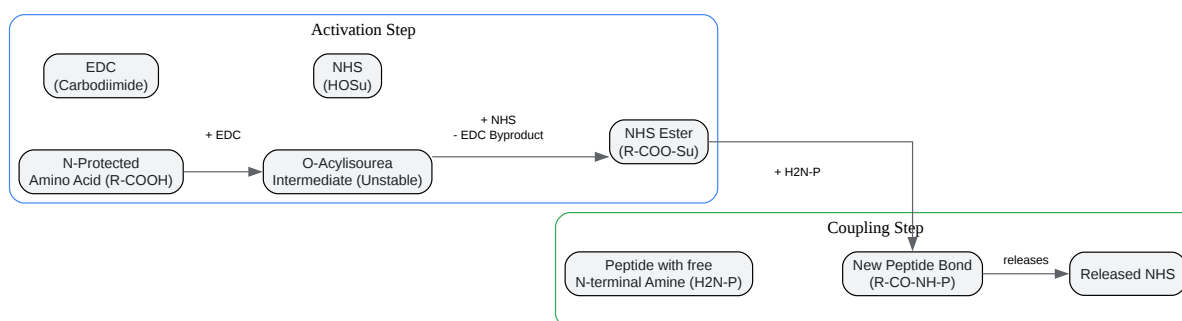 Activation Step
EDC
(Carbodiimide)
NHS
(HOSu)
+ EDC
+ NHS
- EDC Byproduct
N-Protected
Amino Acid (R-COOH)
O-Acylisourea
Intermediate (Unstable)
NHS Ester
(R-COO-Su)
+ H2N-P
Coupling Step
Peptide with free
N-terminal Amine (H2N-P)
New Peptide Bond
(R-CO-NH-P)
releases
Released NHS